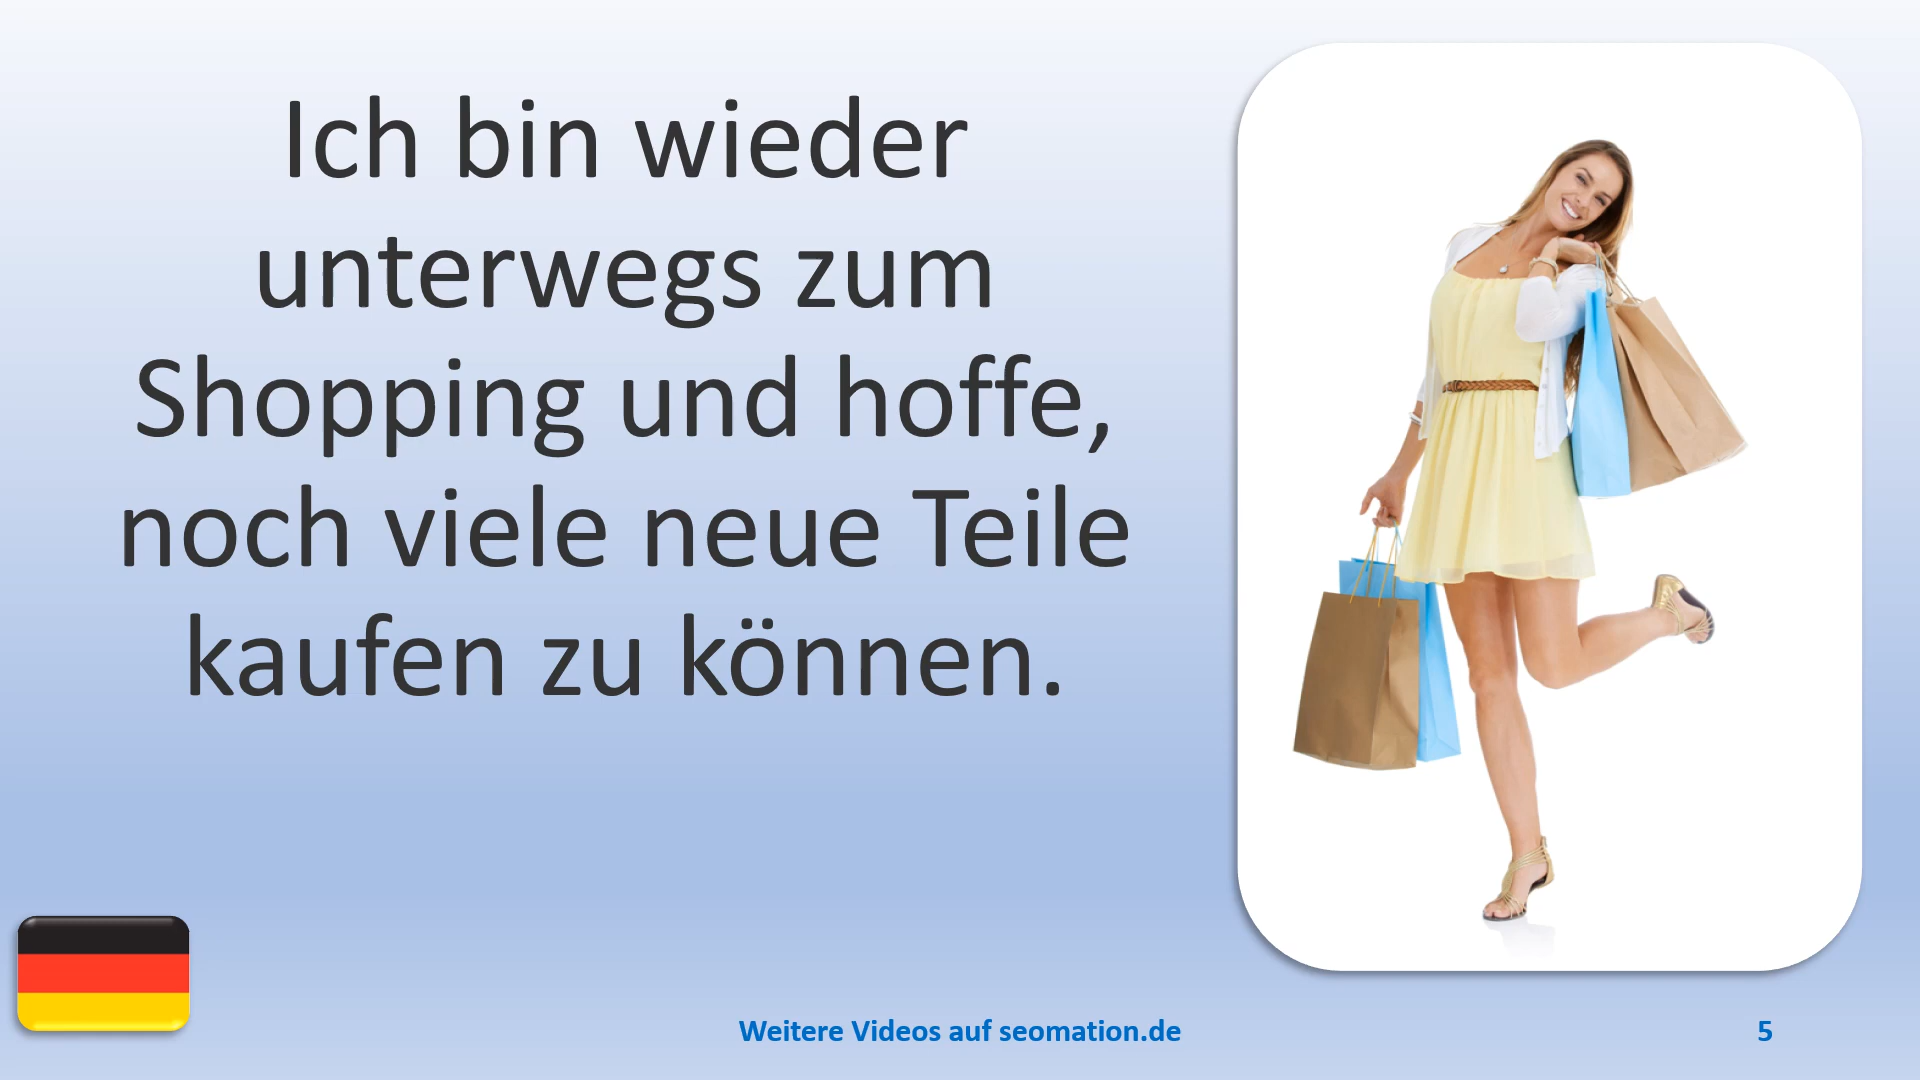 Ich bin wieder
unterwegs zum
Shopping und hoffe,
noch viele neue Teile
kaufen zu können.
Weitere Videos auf seomation.de
5